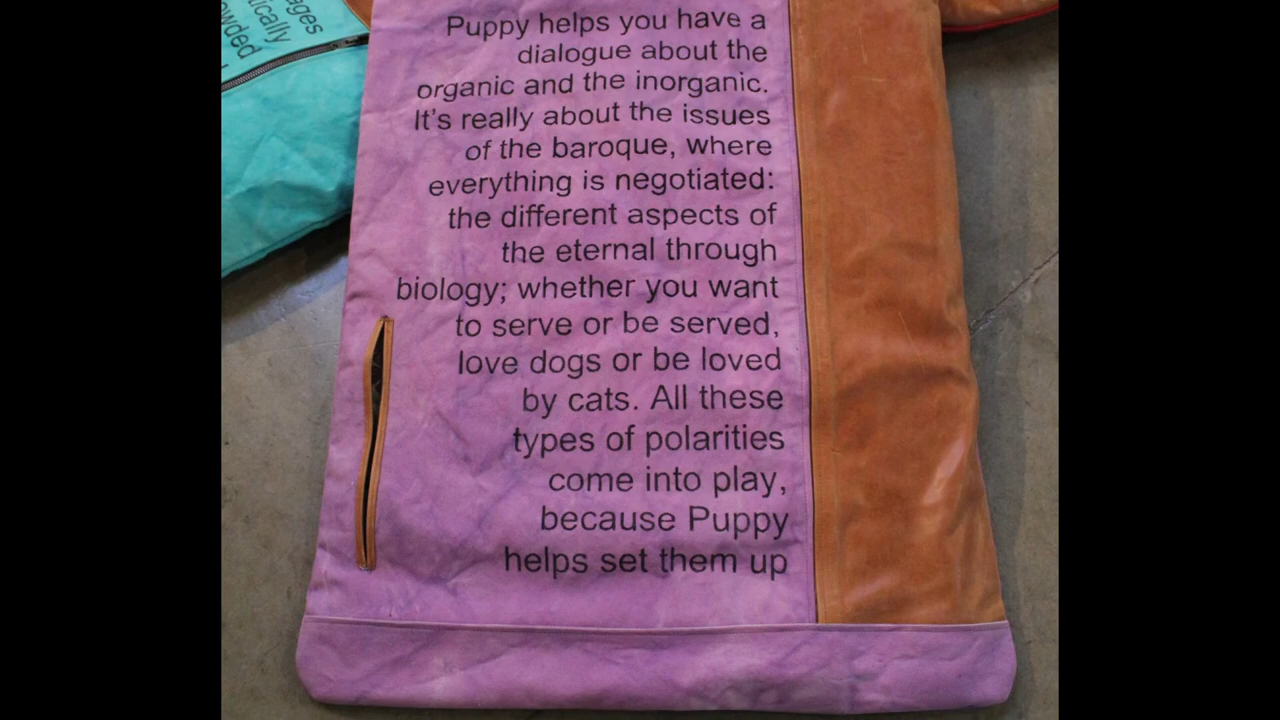 ages
tically
owded
Puppy helps you have a
dialogue about the
organic and the inorganic.
It's really about the issues
of the baroque, where
everything is negotiated:
the different aspects of
the eternal through
biology; whether you want
to serve or be served,
love dogs or be loved
by cats. All these
types of polarities
come into play,
because Puppy
helps set them up